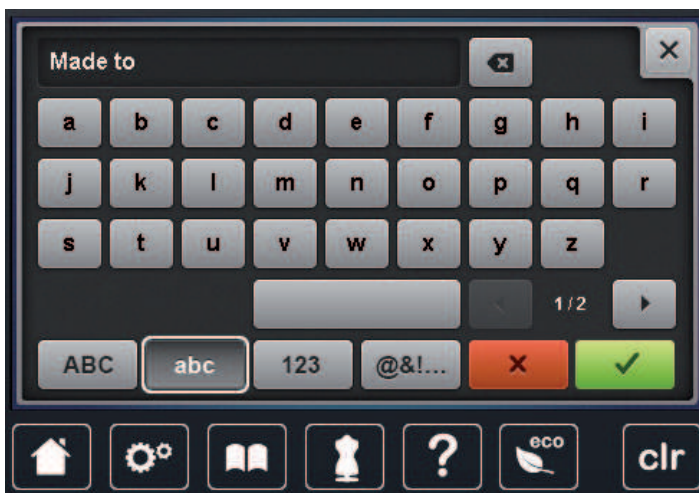 Made to
a b c d e f g h i
j k l m n o p q r
s t u v w x y z
1/2
ABC abc 123 @&!...
? eco clr